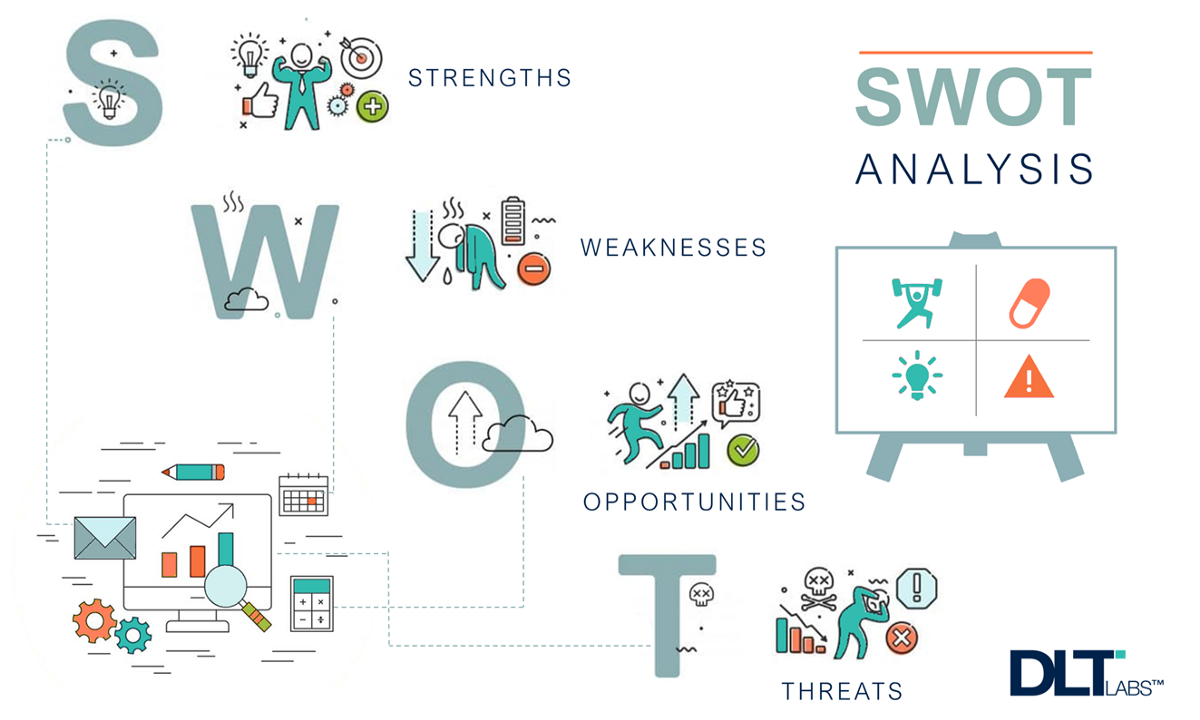 S
STRENGTHS
W
WEAKNESSES
O
OPPORTUNITIES
T
THREATS
SWOT
ANALYSIS
DLT LABS™